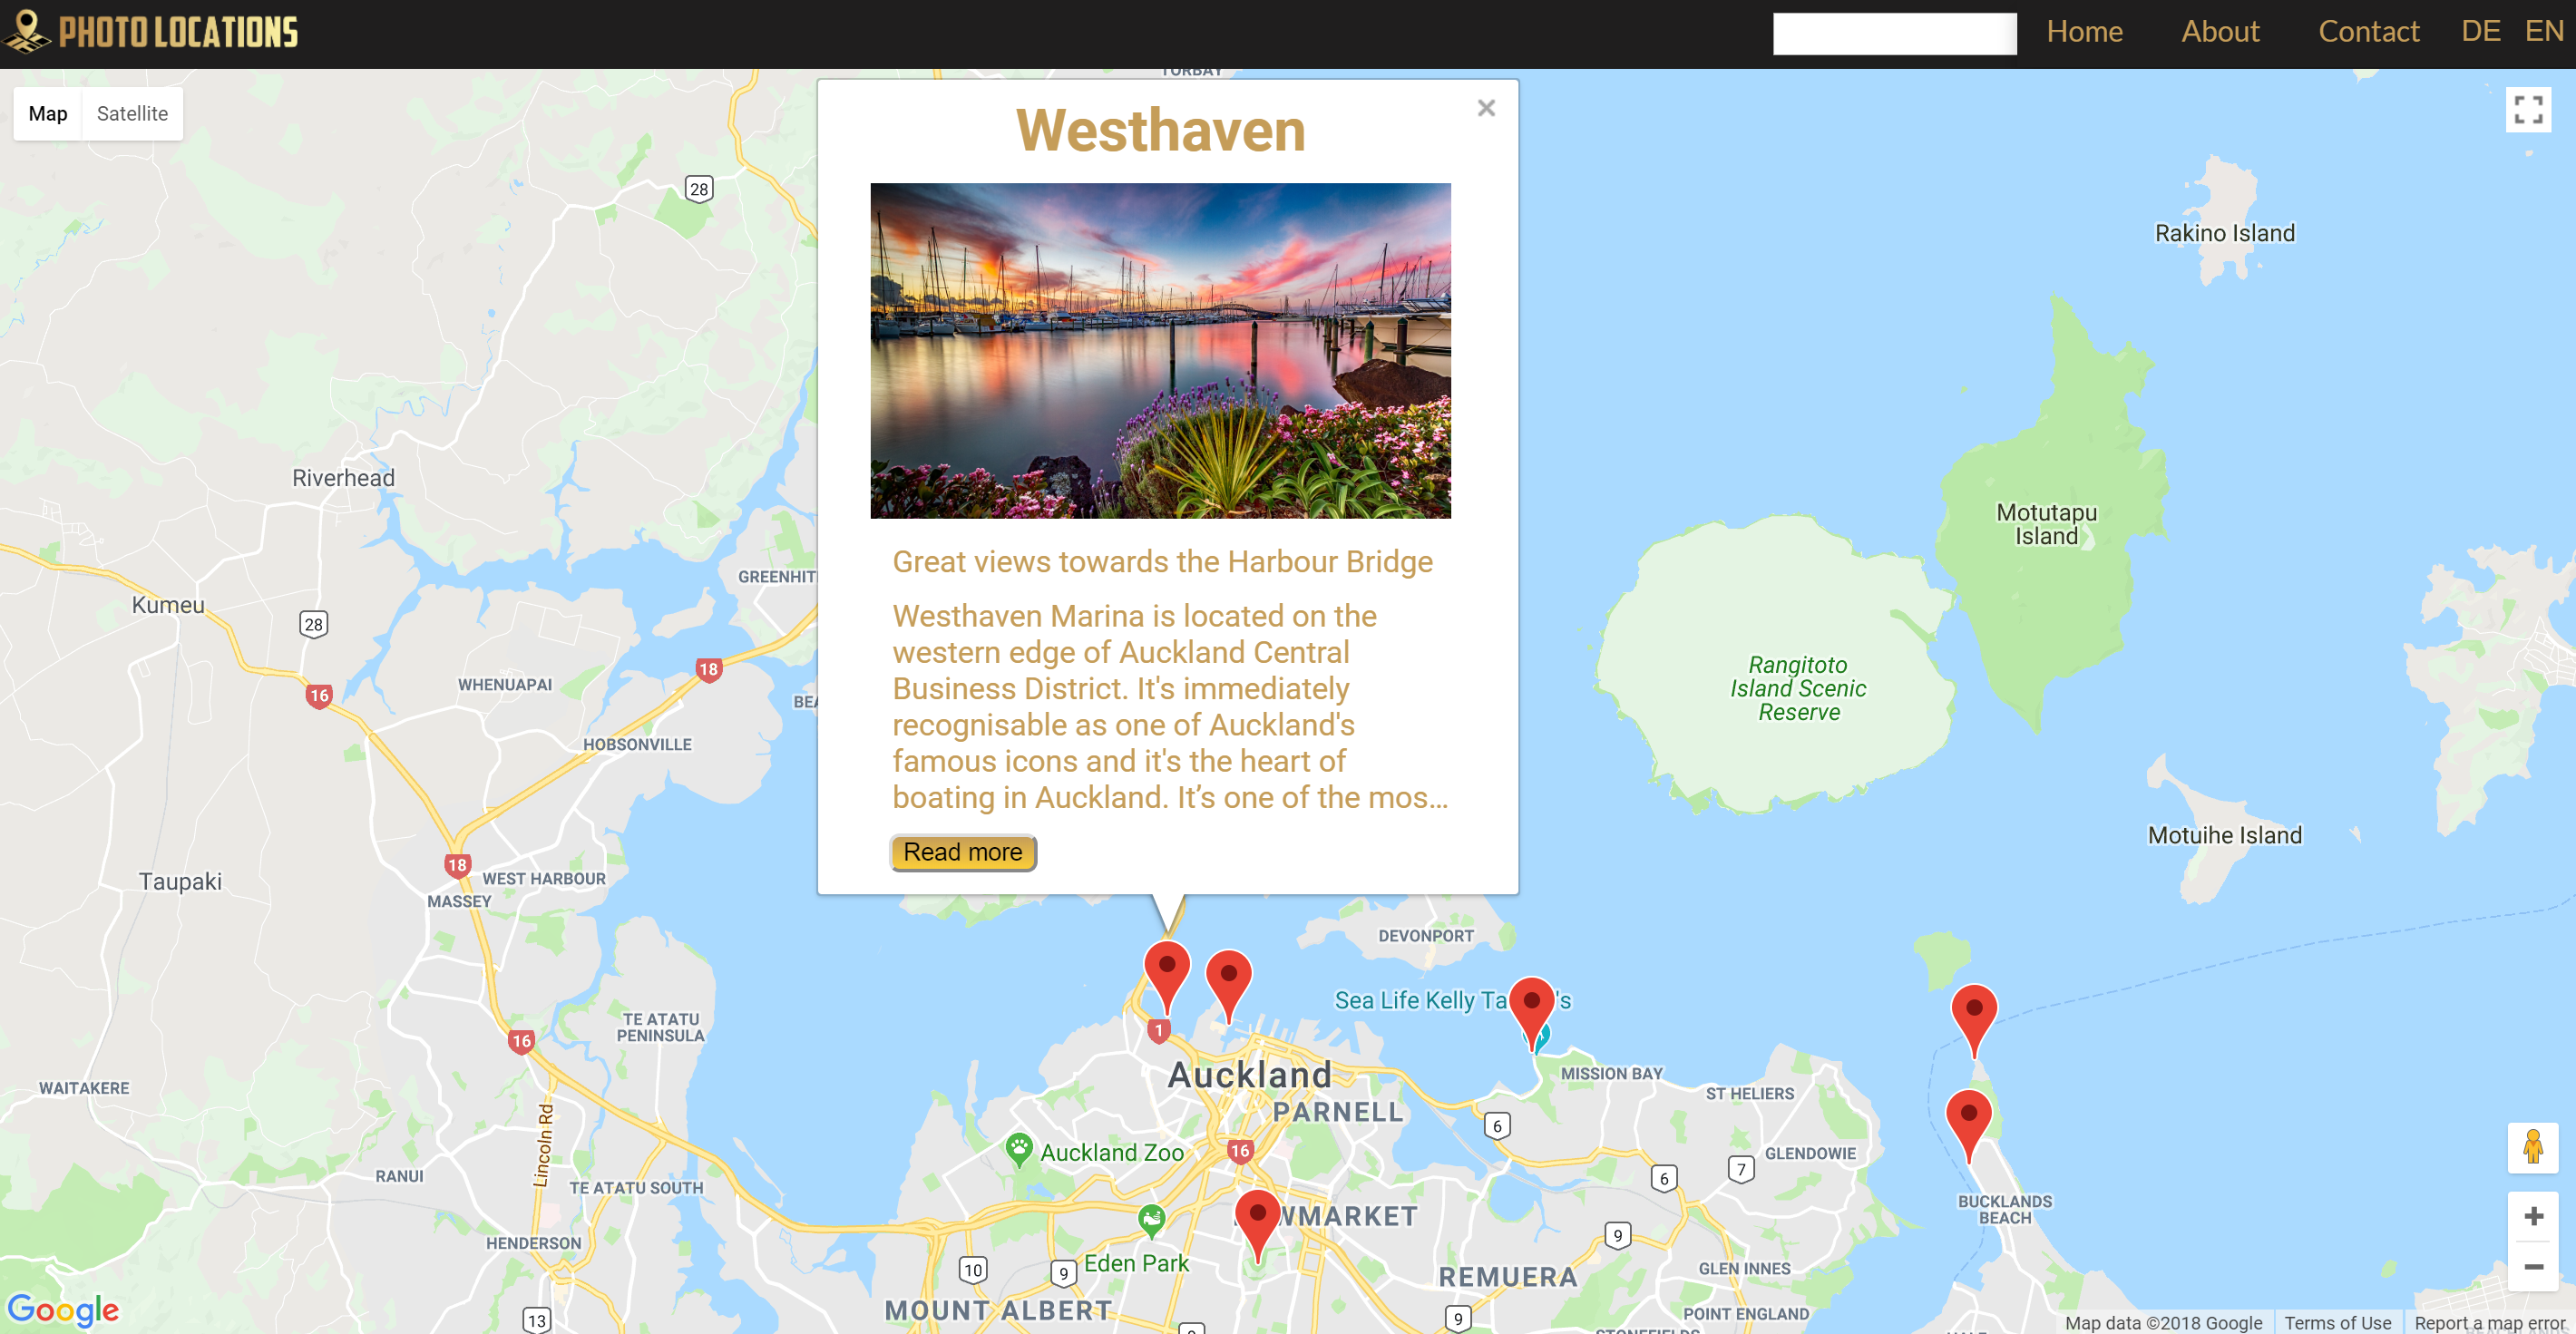 PHOTO LOCATIONS
Home
About
Contact
DE
EN
Map
Satellite
TORBAY
Westhaven
28
Rakino Island
Riverhead
Motutapu
Island
Great views towards the Harbour Bridge
GREENHIT
Kumeu
28
Westhaven Marina is located on the
western edge of Auckland Central
Business District. It's immediately
recognisable as one of Auckland's
famous icons and it's the heart of
boating in Auckland. It’s one of the mos...
Read more
Rangitoto
Island Scenic
Reserve
18
WHENUAPAI
16
BEA
HOBSONVILLE
Motuihe Island
18
WEST HARBOUR
Taupaki
MASSEY
DEVONPORT
Sea Life Kelly Ta 's
TE ATATU
PENINSULA
1
16
Auckland
MISSION BAY
WAITAKERE
ST HELIERS
PARNELL
6
Lincoln Rd
16
Auckland Zoo
GLENDOWIE
7
RANUI
6
TE ATATU SOUTH
BUCKLANDS
BEACH
WMARKET
9
HENDERSON
Eden Park
10
9
REMUERA
GLEN INNES
Google
MOUNT ALBERT
POINT ENGLAND
13
9
Map data ©2018 Google
Terms of Use
Report a map error